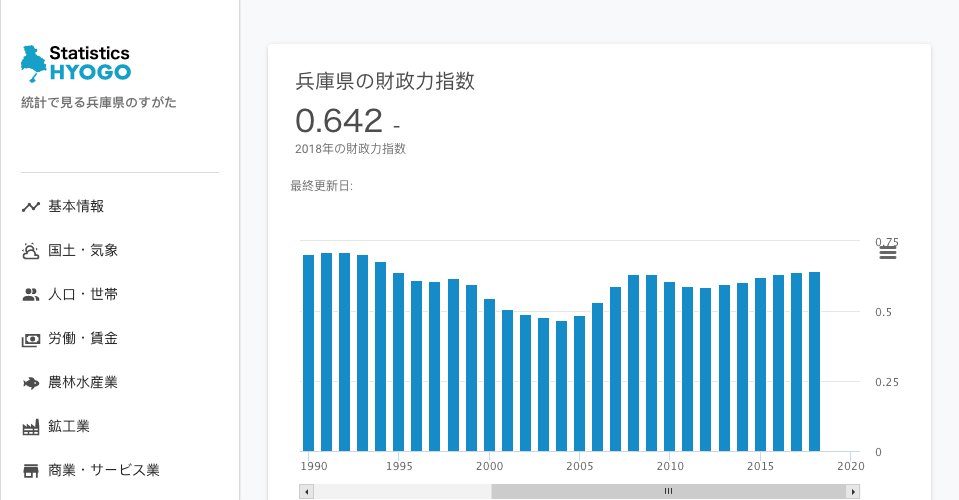 Statistics
HYOGO
統計で見る兵庫県のすがた
基本情報
国土・気象
人口・世帯
労働・賃金
農林水産業
鉱工業
商業・サービス業
兵庫県の財政力指数
0.642 -
2018年の財政力指数
最終更新日:
0.75
0.5
0.25
0
1990 1995 2000 2005 2010 2015 2020